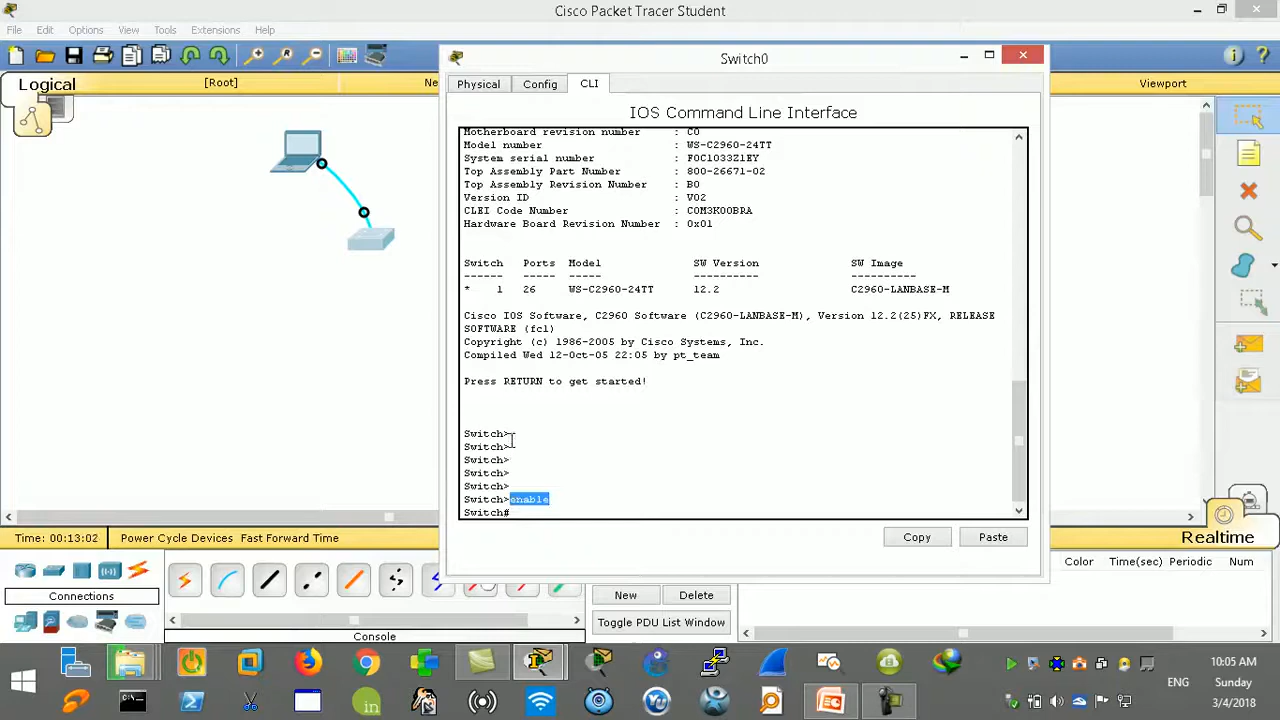 Cisco Packet Tracer Student
File Edit Options View Tools Extensions Help
Logical
[Root]
Ne
Viewport
Switch0
Physical Config CLI
IOS Command Line Interface
Motherboard revision number : C0
Model number : WS-C2960-24TT
System serial number : FOC1033Z1EY
Top Assembly Part Number : 800-26671-02
Top Assembly Revision Number : B0
Version ID : V02
CLEI Code Number : COM3K00BRA
Hardware Board Revision Number : 0x01
Switch Ports Model SW Version SW Image
------ ----- ----- ---------- ----------
* 1 26 WS-C2960-24TT 12.2 C2960-LANBASE-M
Cisco IOS Software, C2960 Software (C2960-LANBASE-M), Version 12.2(25)FX, RELEASE
SOFTWARE (fc1)
Copyright (c) 1986-2005 by Cisco Systems, Inc.
Compiled Wed 12-Oct-05 22:05 by pt_team
Press RETURN to get started!
Switch>
Switch>
Switch>
Switch>
Switch>
Switch>enable
Switch#
Copy Paste
Time: 00:13:02 Power Cycle Devices Fast Forward Time
Realtime
Connections
Console
New Delete
Toggle PDU List Window
Color Time(sec) Periodic Num
ENG
10:05 AM
Sunday
3/4/2018